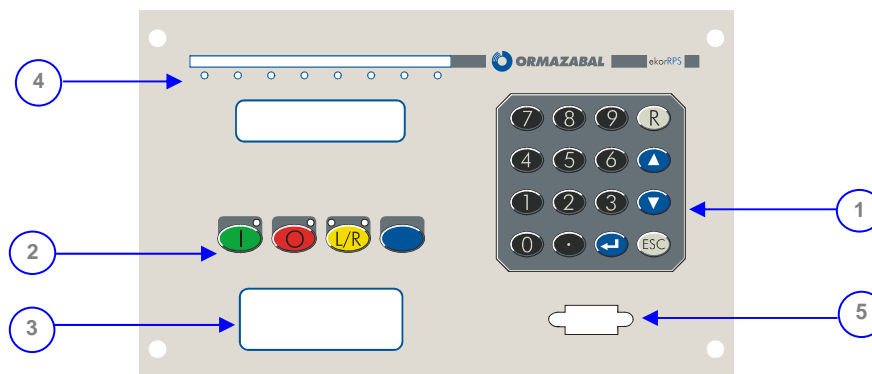 ORMAZABAL ekorRPS
4
7 8 9 R
4 5 6
1 2 3
1
I O L/R
2
0 . ESC
3
5